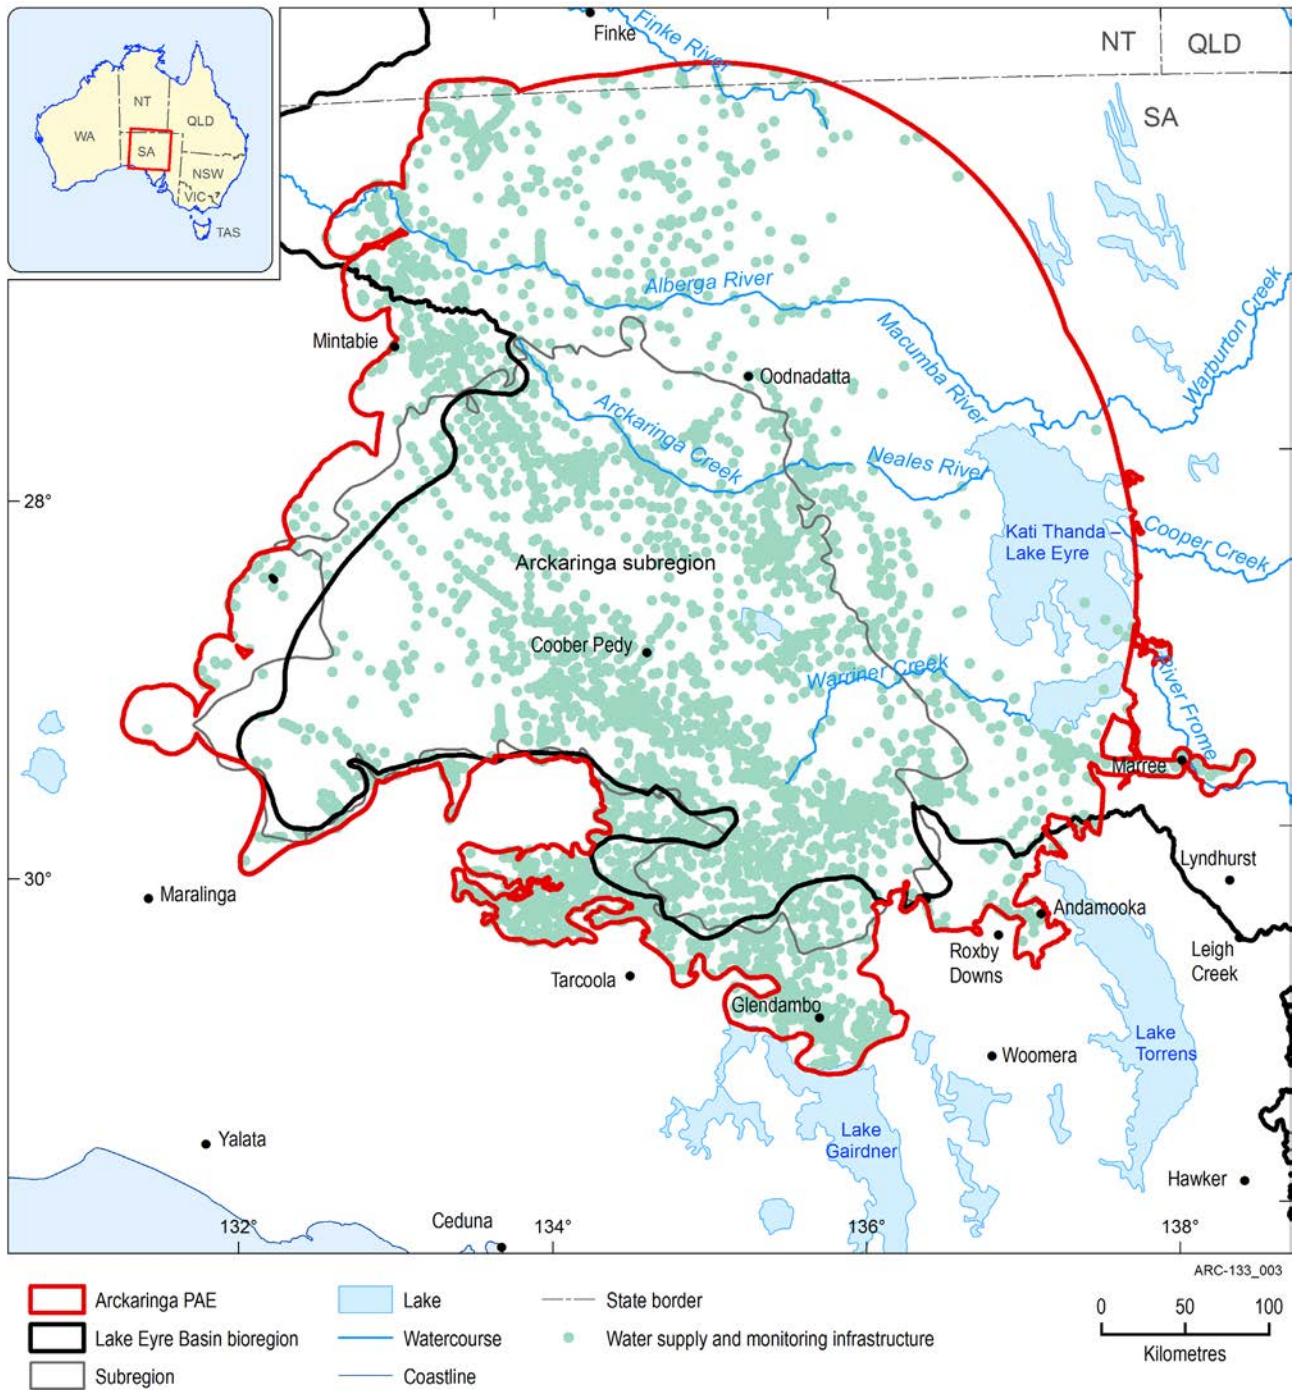 Finke
Finke River
NT
QLD
SA
NT
WA
QLD
SA
NSW
VIC
TAS
Alberga River
Macumba River
Warburton Creek
Mintabie
Oodnadatta
Arckaringa Creek
Neales River
28°
Kati Thanda –
Lake Eyre
Cooper Creek
Arckaringa subregion
Coober Pedy
Warriner Creek
River Frome
Marree
Lyndhurst
30°
Maralinga
Andamooka
Roxby
Downs
Leigh
Creek
Tarcoola
Glendambo
Lake
Torrens
Woomera
Yalata
Lake
Gairdner
Hawker
Ceduna
132°
134°
136°
138°
ARC-133_003
Arckaringa PAE
Lake
State border
0 50 100
Lake Eyre Basin bioregion
Watercourse
Water supply and monitoring infrastructure
Kilometres
Subregion
Coastline